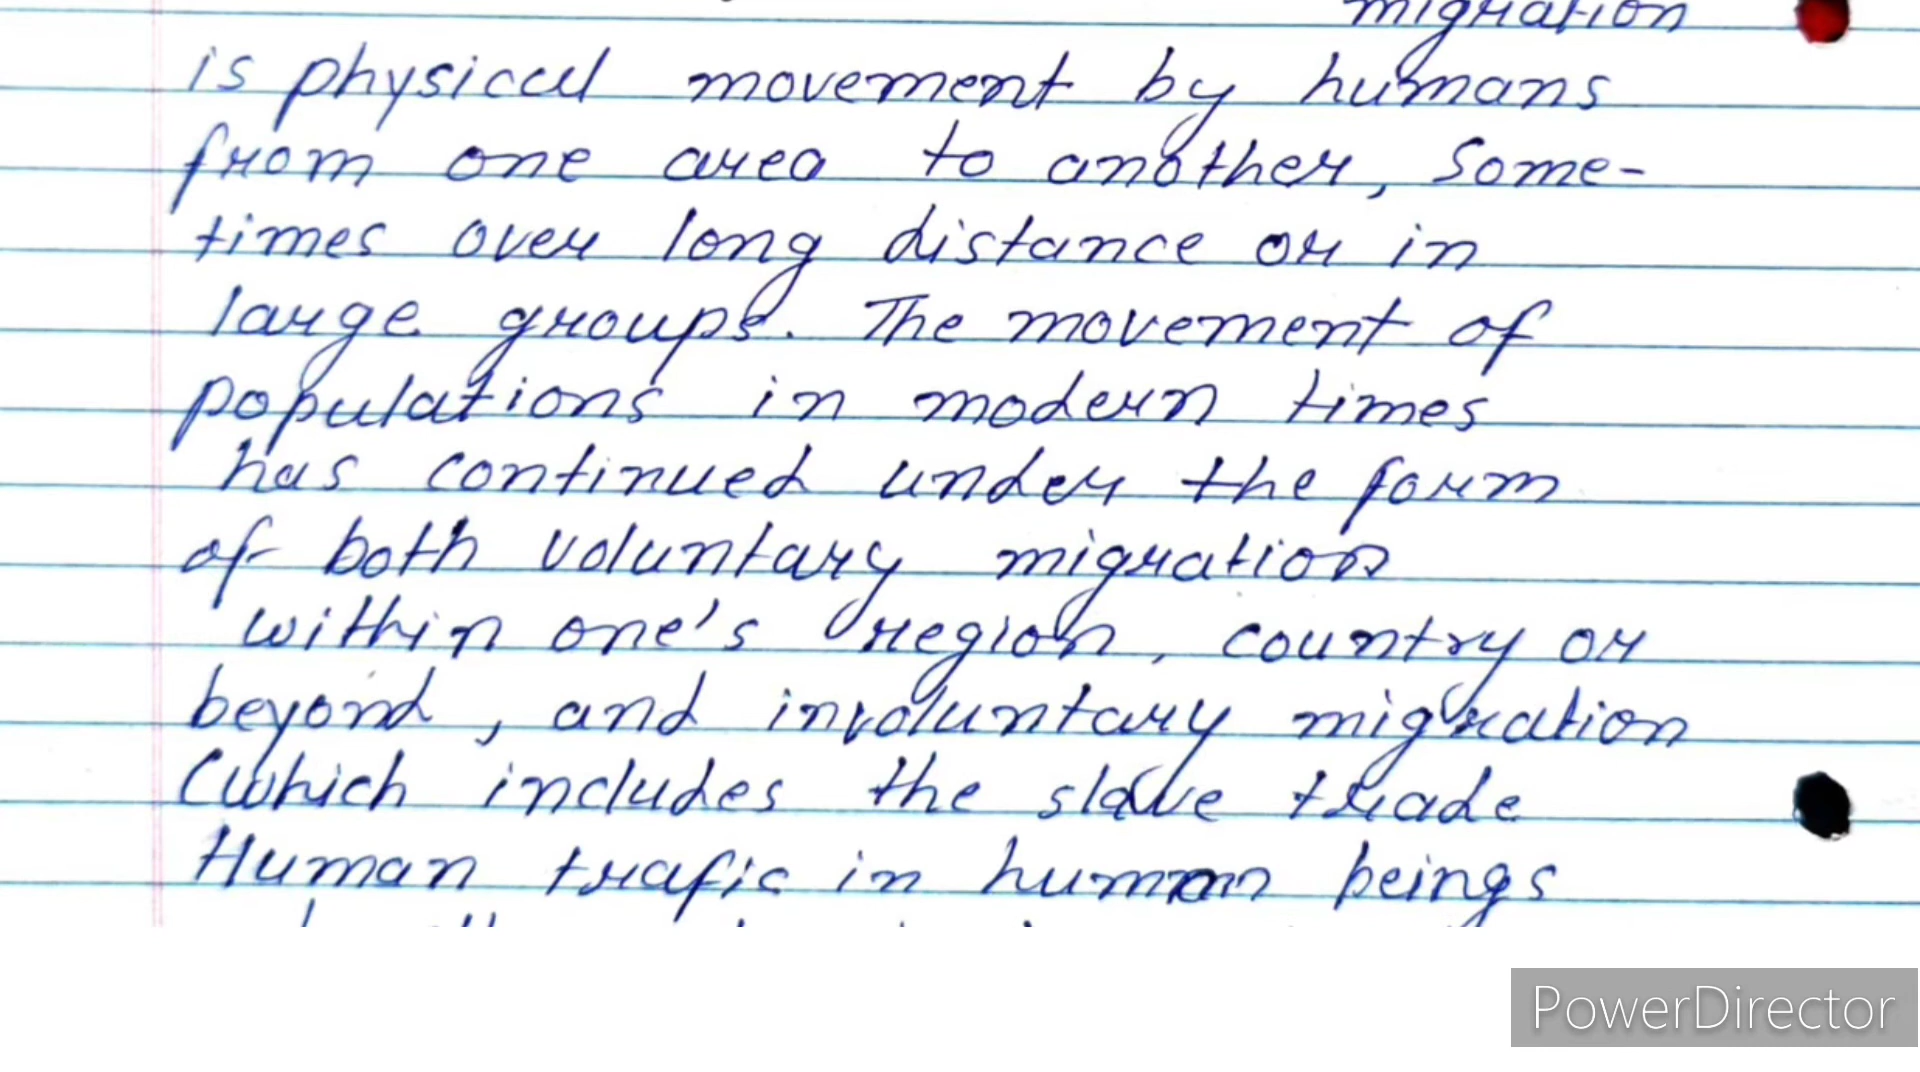 migration
is physical movement by humans
from one area to another, Some-
times over long distance or in
large groups. The movement of
populations in modern times
has continued under the form
of both voluntary migration
within one's region, country or
beyond, and involuntary migration
(which includes the slave trade
Human trafic in human beings
PowerDirector